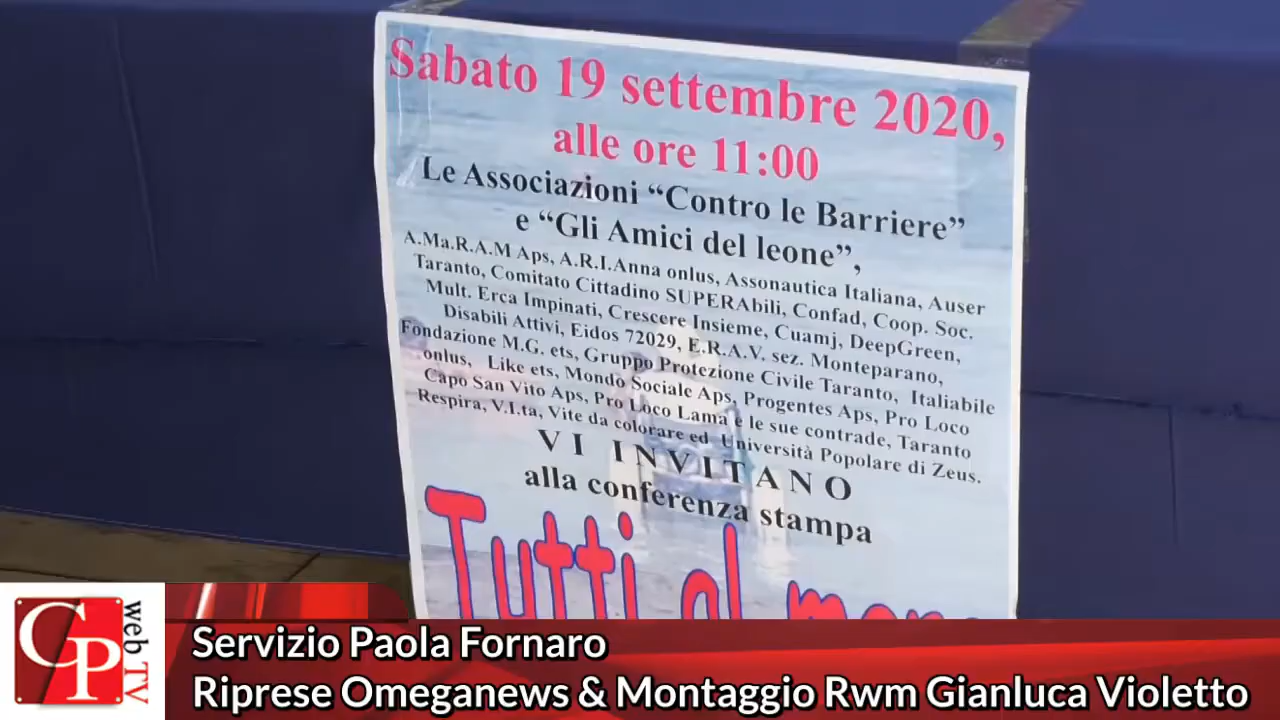 Sabato 19 settembre 2020,
alle ore 11:00
Le Associazioni “Contro le Barriere”
e “Gli Amici del leone”,
A.Ma.R.A.M Aps, A.R.I.Anna onlus, Assonautica Italiana, Auser
Taranto, Comitato Cittadino SUPERAbili, Confad, Coop. Soc.
Mult. Erca Impinati, Crescere Insieme, Cuamj, DeepGreen,
Disabili Attivi, Eidos 72029, E.R.A.V. sez. Monteparano,
Fondazione M.G. ets, Gruppo Protezione Civile Taranto, Italiabile
onlus, Like ets, Mondo Sociale Aps, Progentes Aps, Pro Loco
Capo San Vito Aps, Pro Loco Lama e le sue contrade, Taranto
Respira, V.I.ta, Vite da colorare ed Università Popolare di Zeus.
VI INVITANO
alla conferenza stampa
Tutti al mare
CP web TV
Servizio Paola Fornaro
Riprese Omeganews & Montaggio Rwm Gianluca Violetto